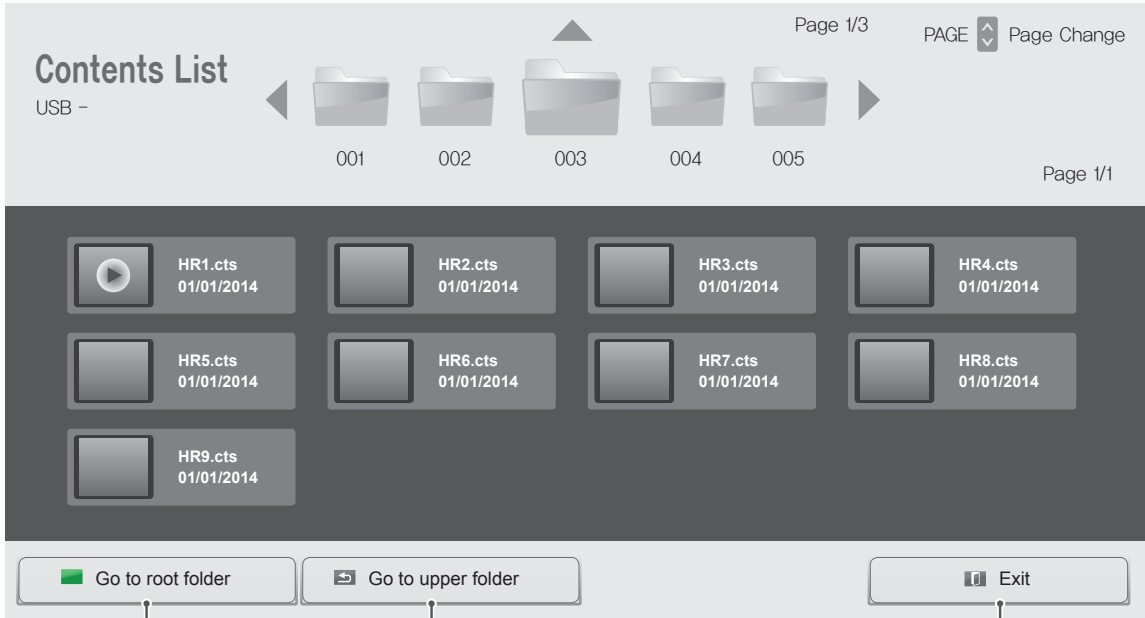 Page 1/3
PAGE Page Change
Contents List
USB -
001 002 003 004 005
Page 1/1
HR1.cts
01/01/2014
HR2.cts
01/01/2014
HR3.cts
01/01/2014
HR4.cts
01/01/2014
HR5.cts
01/01/2014
HR6.cts
01/01/2014
HR7.cts
01/01/2014
HR8.cts
01/01/2014
HR9.cts
01/01/2014
Go to root folder
Go to upper folder
Exit